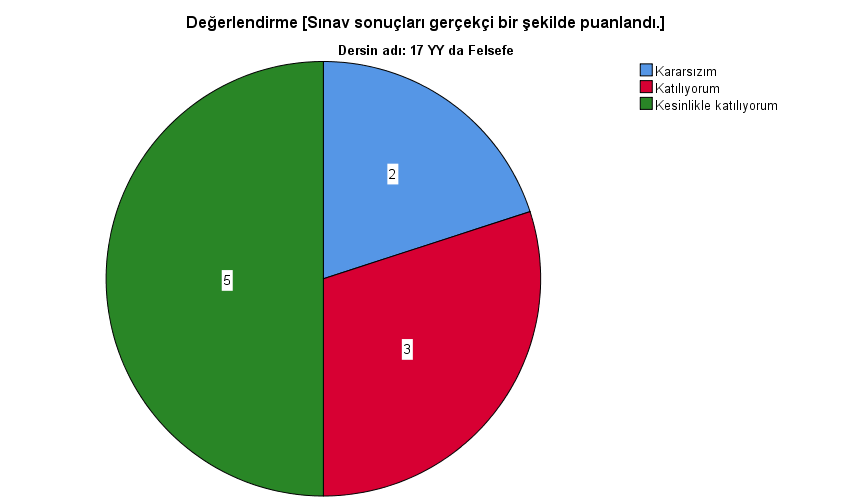 Değerlendirme [Sınav sonuçları gerçekçi bir şekilde puanlandı.]
Dersin adı: 17 YY da Felsefe
Kararsızım
Katılıyorum
Kesinlikle katılıyorum
2
5
3